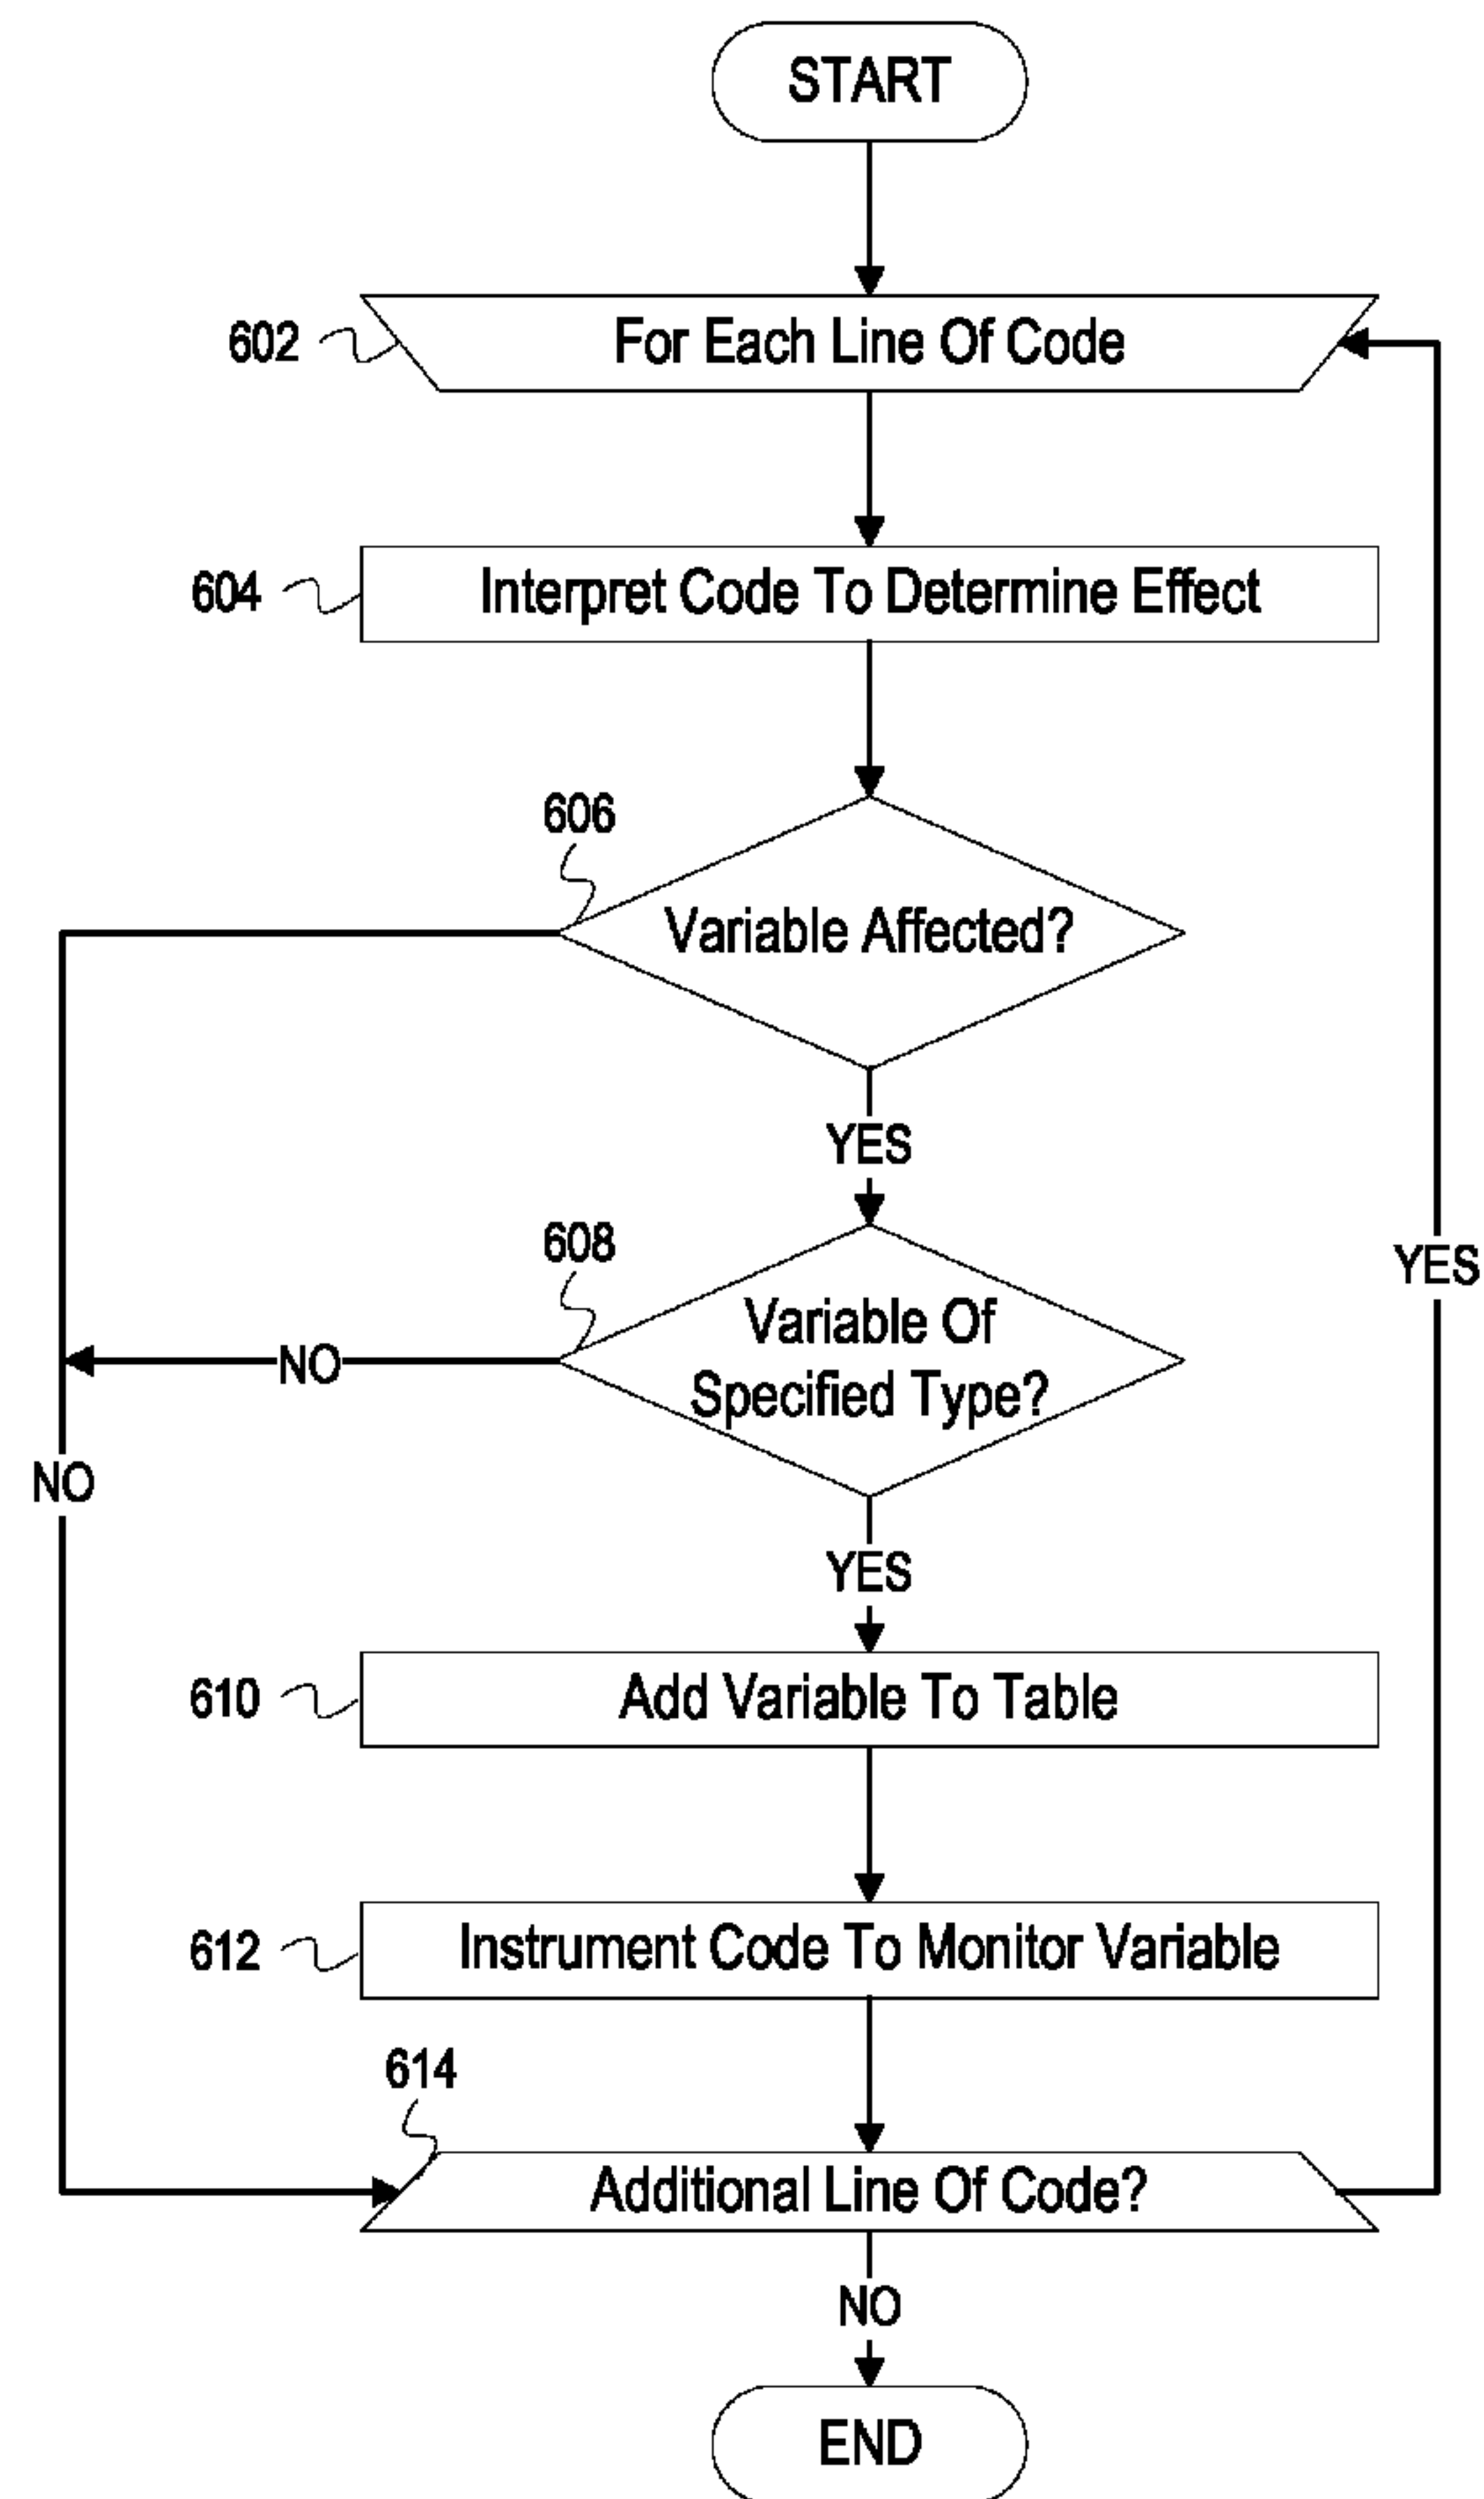 START
602
For Each Line Of Code
604
Interpret Code To Determine Effect
606
Variable Affected?
YES
608
Variable Of
Specified Type?
YES
NO
NO
YES
610
Add Variable To Table
612
Instrument Code To Monitor Variable
614
Additional Line Of Code?
NO
END